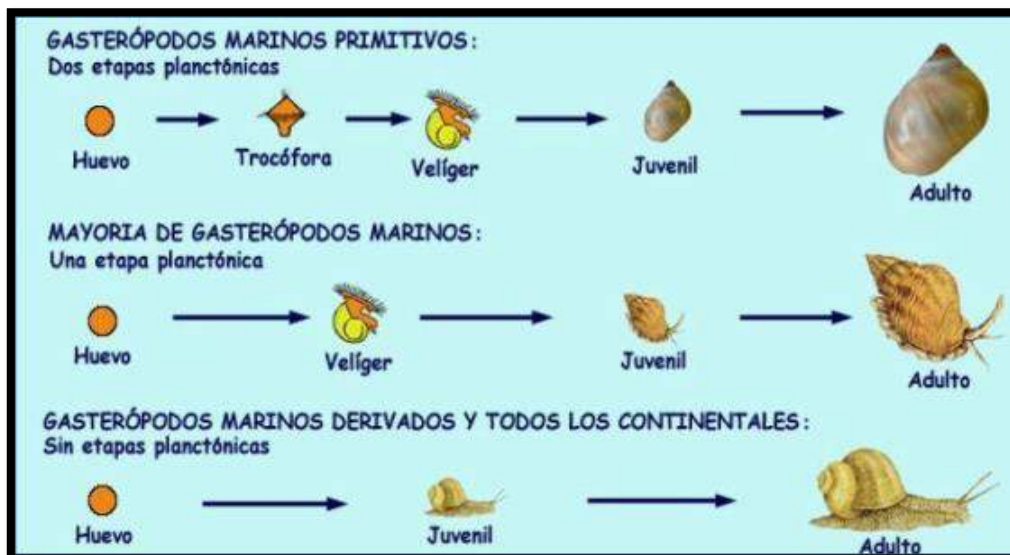 GASTERÓPODOS MARINOS PRIMITIVOS:
Dos etapas planctónicas
Huevo
Trocófora
Velíger
Juvenil
Adulto
MAYORIA DE GASTERÓPODOS MARINOS:
Una etapa planctónica
Huevo
Velíger
Juvenil
Adulto
GASTERÓPODOS MARINOS DERIVADOS Y TODOS LOS CONTINENTALES:
Sin etapas planctónicas
Huevo
Juvenil
Adulto